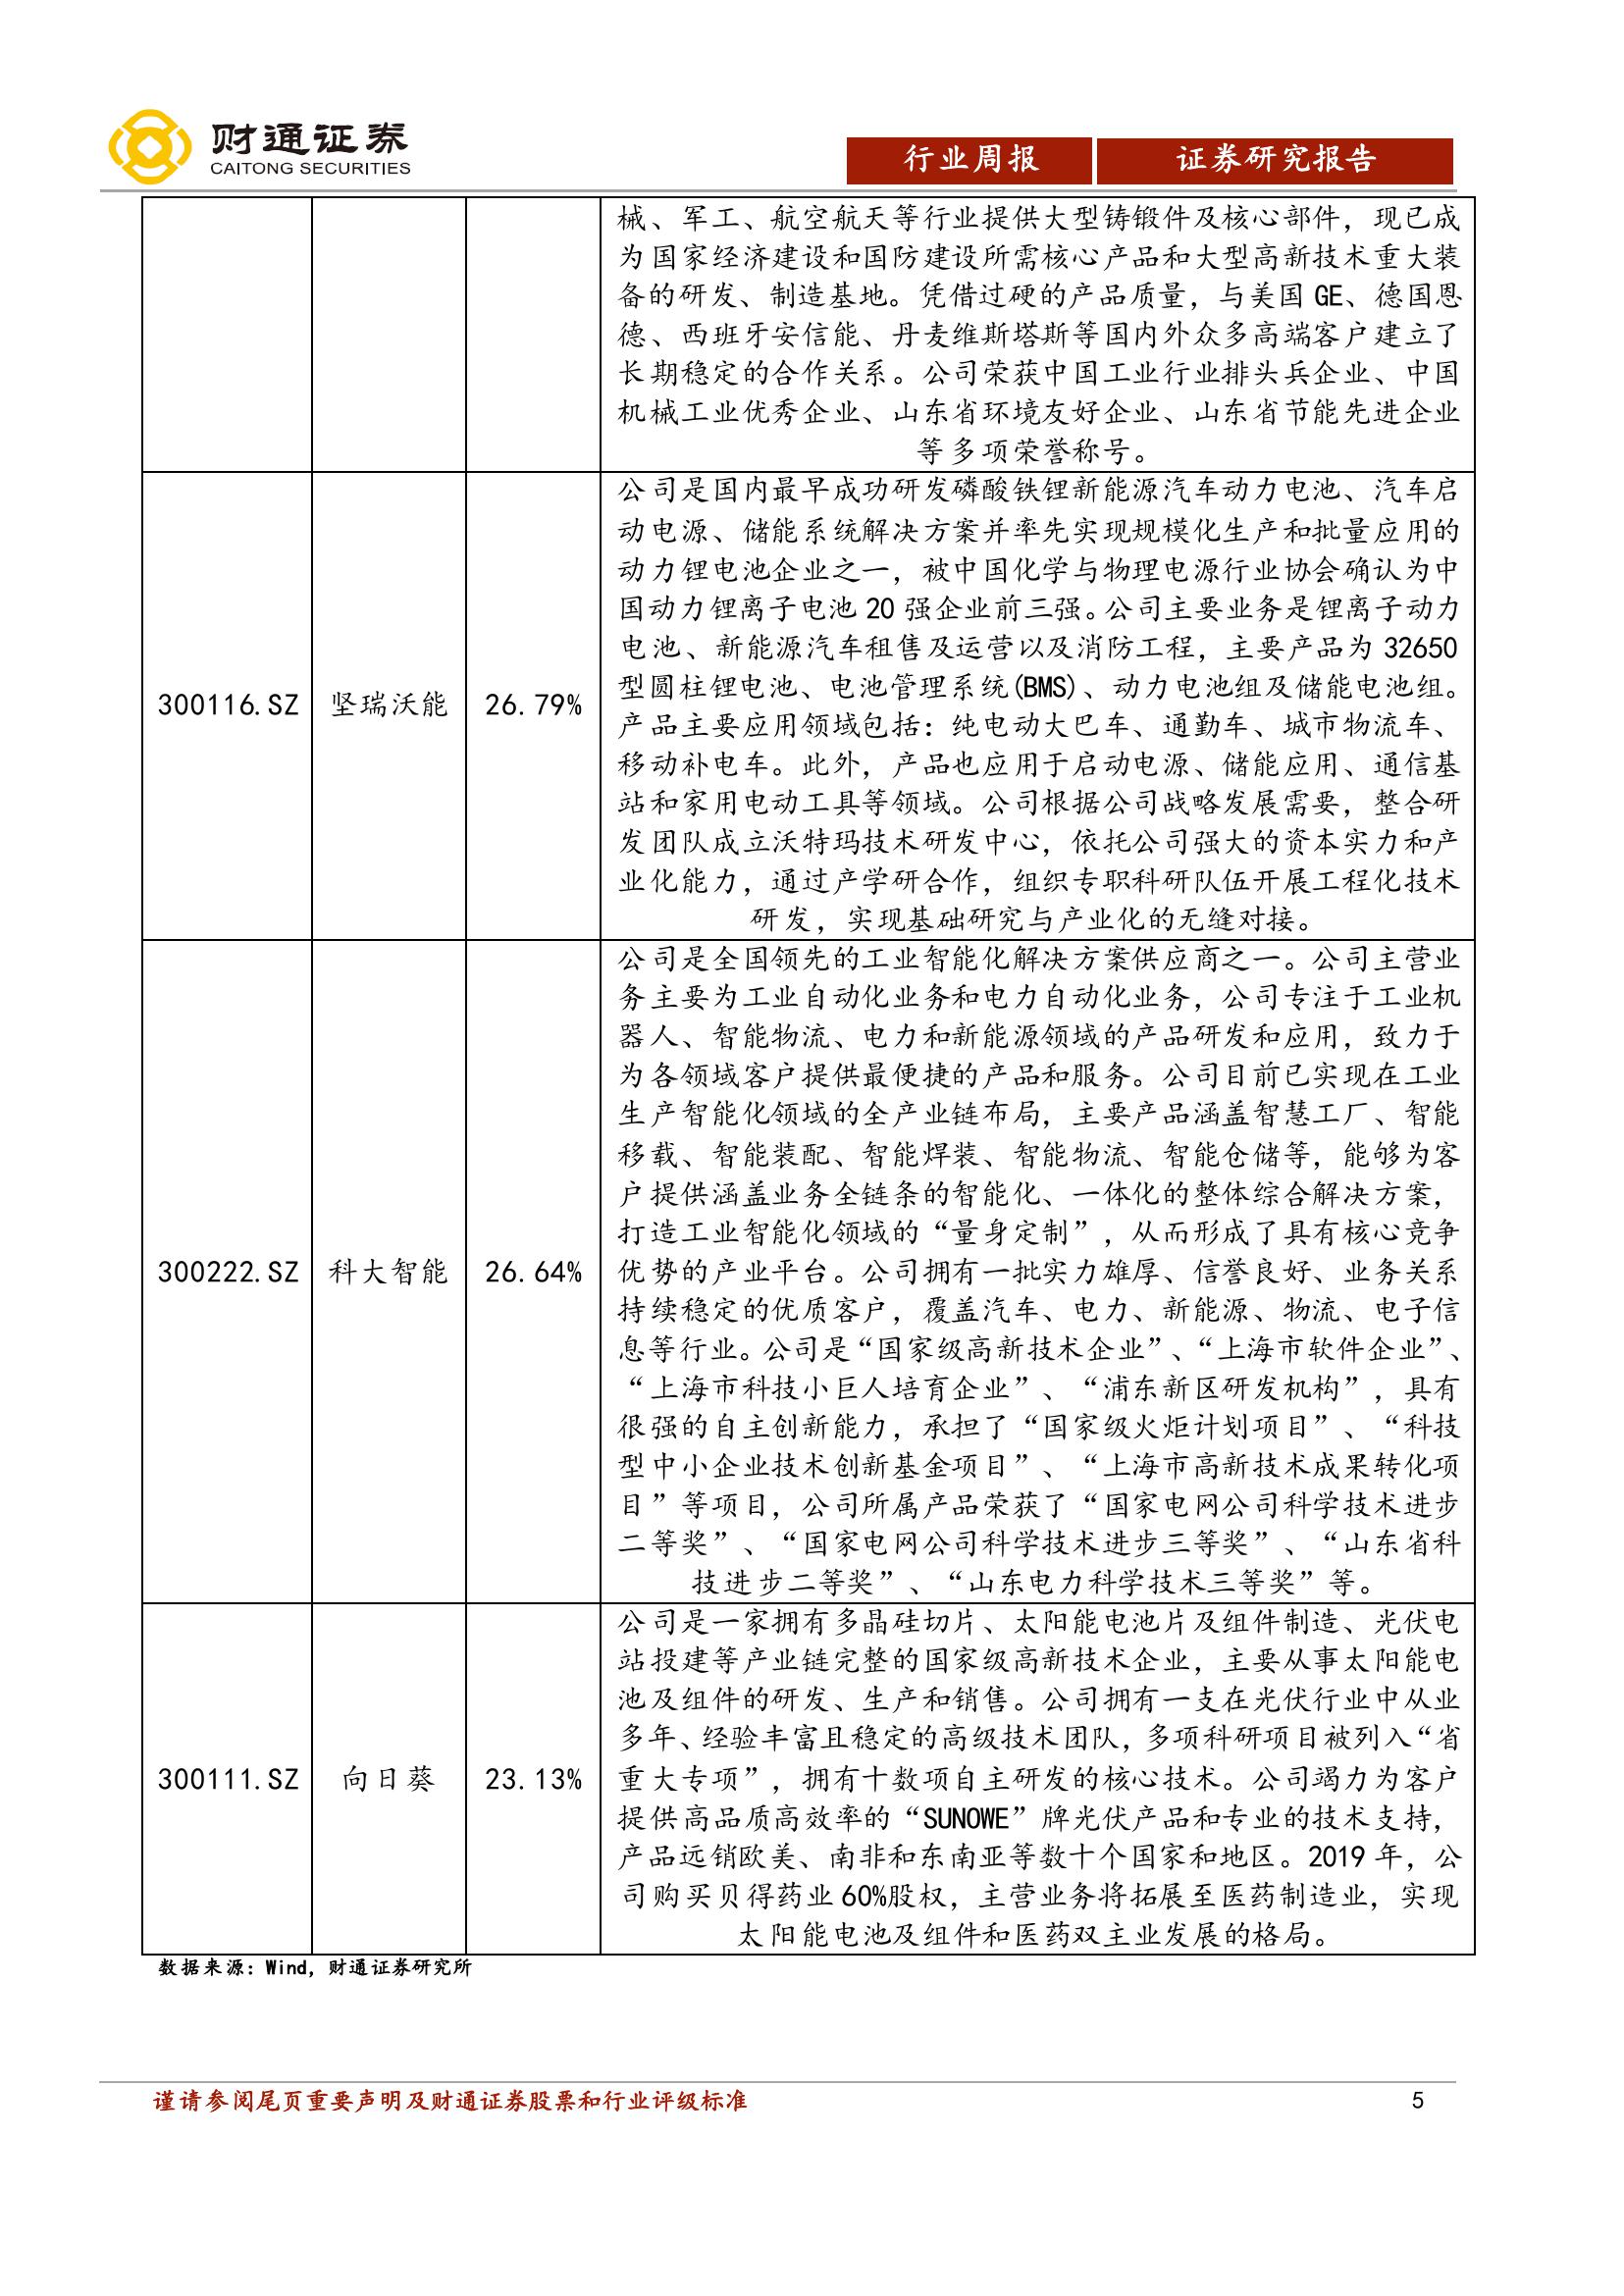 财通证券
CAITONG SECURITIES
行业周报
证券研究报告
械、军工、航空航天等行业提供大型铸锻件及核心部件，现已成
为国家经济建设和国防建设所需核心产品和大型高新技术重大装
备的研发、制造基地。凭借过硬的产品质量，与美国 GE、德国恩
德、西班牙安信能、丹麦维斯塔斯等国内外众多高端客户建立了
长期稳定的合作关系。公司荣获中国工业行业排头兵企业、中国
机械工业优秀企业、山东省环境友好企业、山东省节能先进企业
等多项荣誉称号。
300116.SZ
坚瑞沃能
26.79%
公司是国内最早成功研发磷酸铁锂新能源汽车动力电池、汽车启
动电源、储能系统解决方案并率先实现规模化生产和批量应用的
动力锂电池企业之一，被中国化学与物理电源行业协会确认为中
国动力锂离子电池 20 强企业前三强。公司主要业务是锂离子动力
电池、新能源汽车租售及运营以及消防工程，主要产品为 32650
型圆柱锂电池、电池管理系统(BMS)、动力电池组及储能电池组。
产品主要应用领域包括：纯电动大巴车、通勤车、城市物流车、
移动补电车。此外，产品也应用于启动电源、储能应用、通信基
站和家用电动工具等领域。公司根据公司战略发展需要，整合研
发团队成立沃特玛技术研发中心，依托公司强大的资本实力和产
业化能力，通过产学研合作，组织专职科研队伍开展工程化技术
研发，实现基础研究与产业化的无缝对接。
300222.SZ
科大智能
26.64%
公司是全国领先的工业智能化解决方案供应商之一。公司主营业
务主要为工业自动化业务和电力自动化业务，公司专注于工业机
器人、智能物流、电力和新能源领域的产品研发和应用，致力于
为各领域客户提供最便捷的产品和服务。公司目前已实现在工业
生产智能化领域的全产业链布局，主要产品涵盖智慧工厂、智能
移载、智能装配、智能焊装、智能物流、智能仓储等，能够为客
户提供涵盖业务全链条的智能化、一体化的整体综合解决方案，
打造工业智能化领域的“量身定制”，从而形成了具有核心竞争
优势的产业平台。公司拥有一批实力雄厚、信誉良好、业务关系
持续稳定的优质客户，覆盖汽车、电力、新能源、物流、电子信
息等行业。公司是“国家级高新技术企业”、“上海市软件企业”、
“上海市科技小巨人培育企业”、“浦东新区研发机构”，具有
很强的自主创新能力，承担了“国家级火炬计划项目”、“科技
型中小企业技术创新基金项目”、“上海市高新技术成果转化项
目”等项目，公司所属产品荣获了“国家电网公司科学技术进步
二等奖”、“国家电网公司科学技术进步三等奖”、“山东省科
技进步二等奖”、“山东电力科学技术三等奖”等。
300111.SZ
向日葵
23.13%
公司是一家拥有多晶硅切片、太阳能电池片及组件制造、光伏电
站投建等产业链完整的国家级高新技术企业，主要从事太阳能电
池及组件的研发、生产和销售。公司拥有一支在光伏行业中从业
多年、经验丰富且稳定的高级技术团队，多项科研项目被列入“省
重大专项”，拥有十数项自主研发的核心技术。公司竭力为客户
提供高品质高效率的“SUNOWE”牌光伏产品和专业的技术支持，
产品远销欧美、南非和东南亚等数十个国家和地区。2019 年，公
司购买贝得药业 60%股权，主营业务将拓展至医药制造业，实现
太阳能电池及组件和医药双主业发展的格局。
数据来源：Wind，财通证券研究所
谨请参阅尾页重要声明及财通证券股票和行业评级标准
5